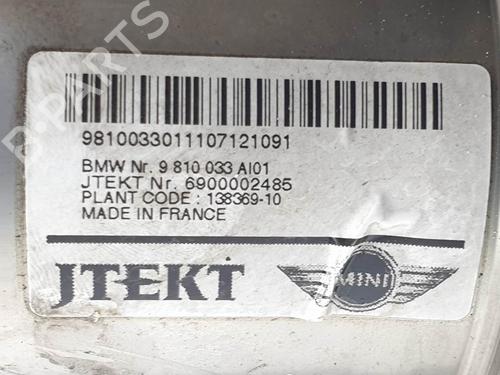 9810033011107121091
BMW Nr. 9 810 033 AI01
JTEKT Nr. 6900002485
PLANT CODE : 138369-10
MADE IN FRANCE
JTEKT
MINI
B-PARTS